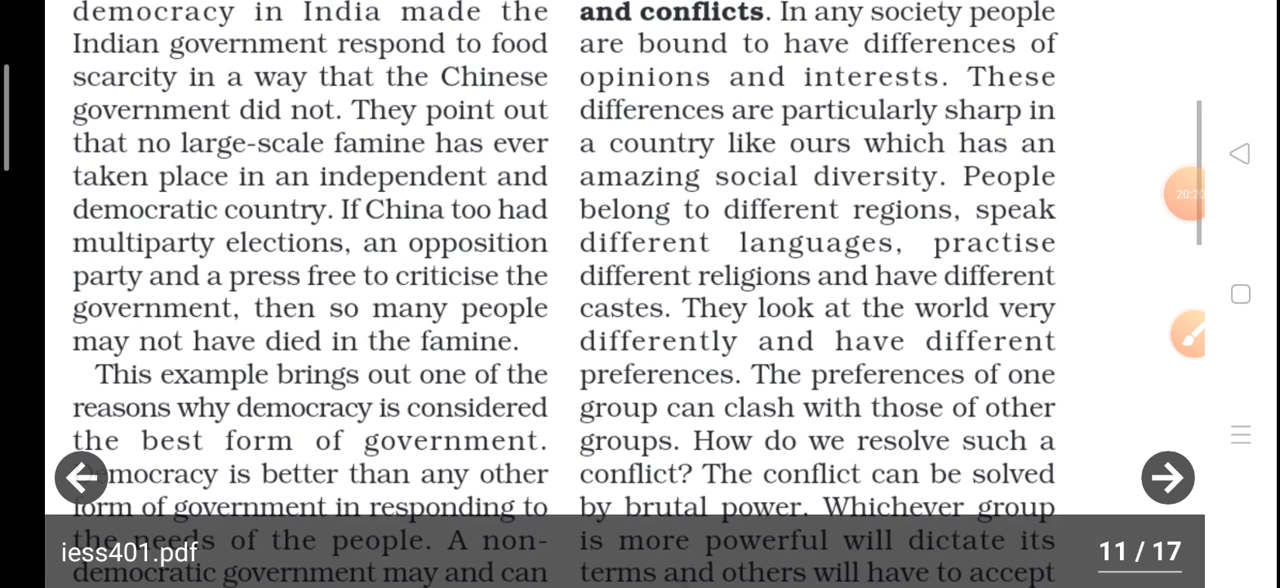 democracy in India made the
Indian government respond to food
scarcity in a way that the Chinese
government did not. They point out
that no large-scale famine has ever
taken place in an independent and
democratic country. If China too had
multiparty elections, an opposition
party and a press free to criticise the
government, then so many people
may not have died in the famine.
This example brings out one of the
reasons why democracy is considered
the best form of government.
emocracy is better than any other
form of government in responding to
the needs of the people. A non-
democratic government may and can
and conflicts. In any society people
are bound to have differences of
opinions and interests. These
differences are particularly sharp in
a country like ours which has an
amazing social diversity. People
belong to different regions, speak
different languages, practise
different religions and have different
castes. They look at the world very
differently and have different
preferences. The preferences of one
group can clash with those of other
groups. How do we resolve such a
conflict? The conflict can be solved
by brutal power. Whichever group
is more powerful will dictate its
terms and others will have to accept
20:20
iess401.pdf
11 / 17